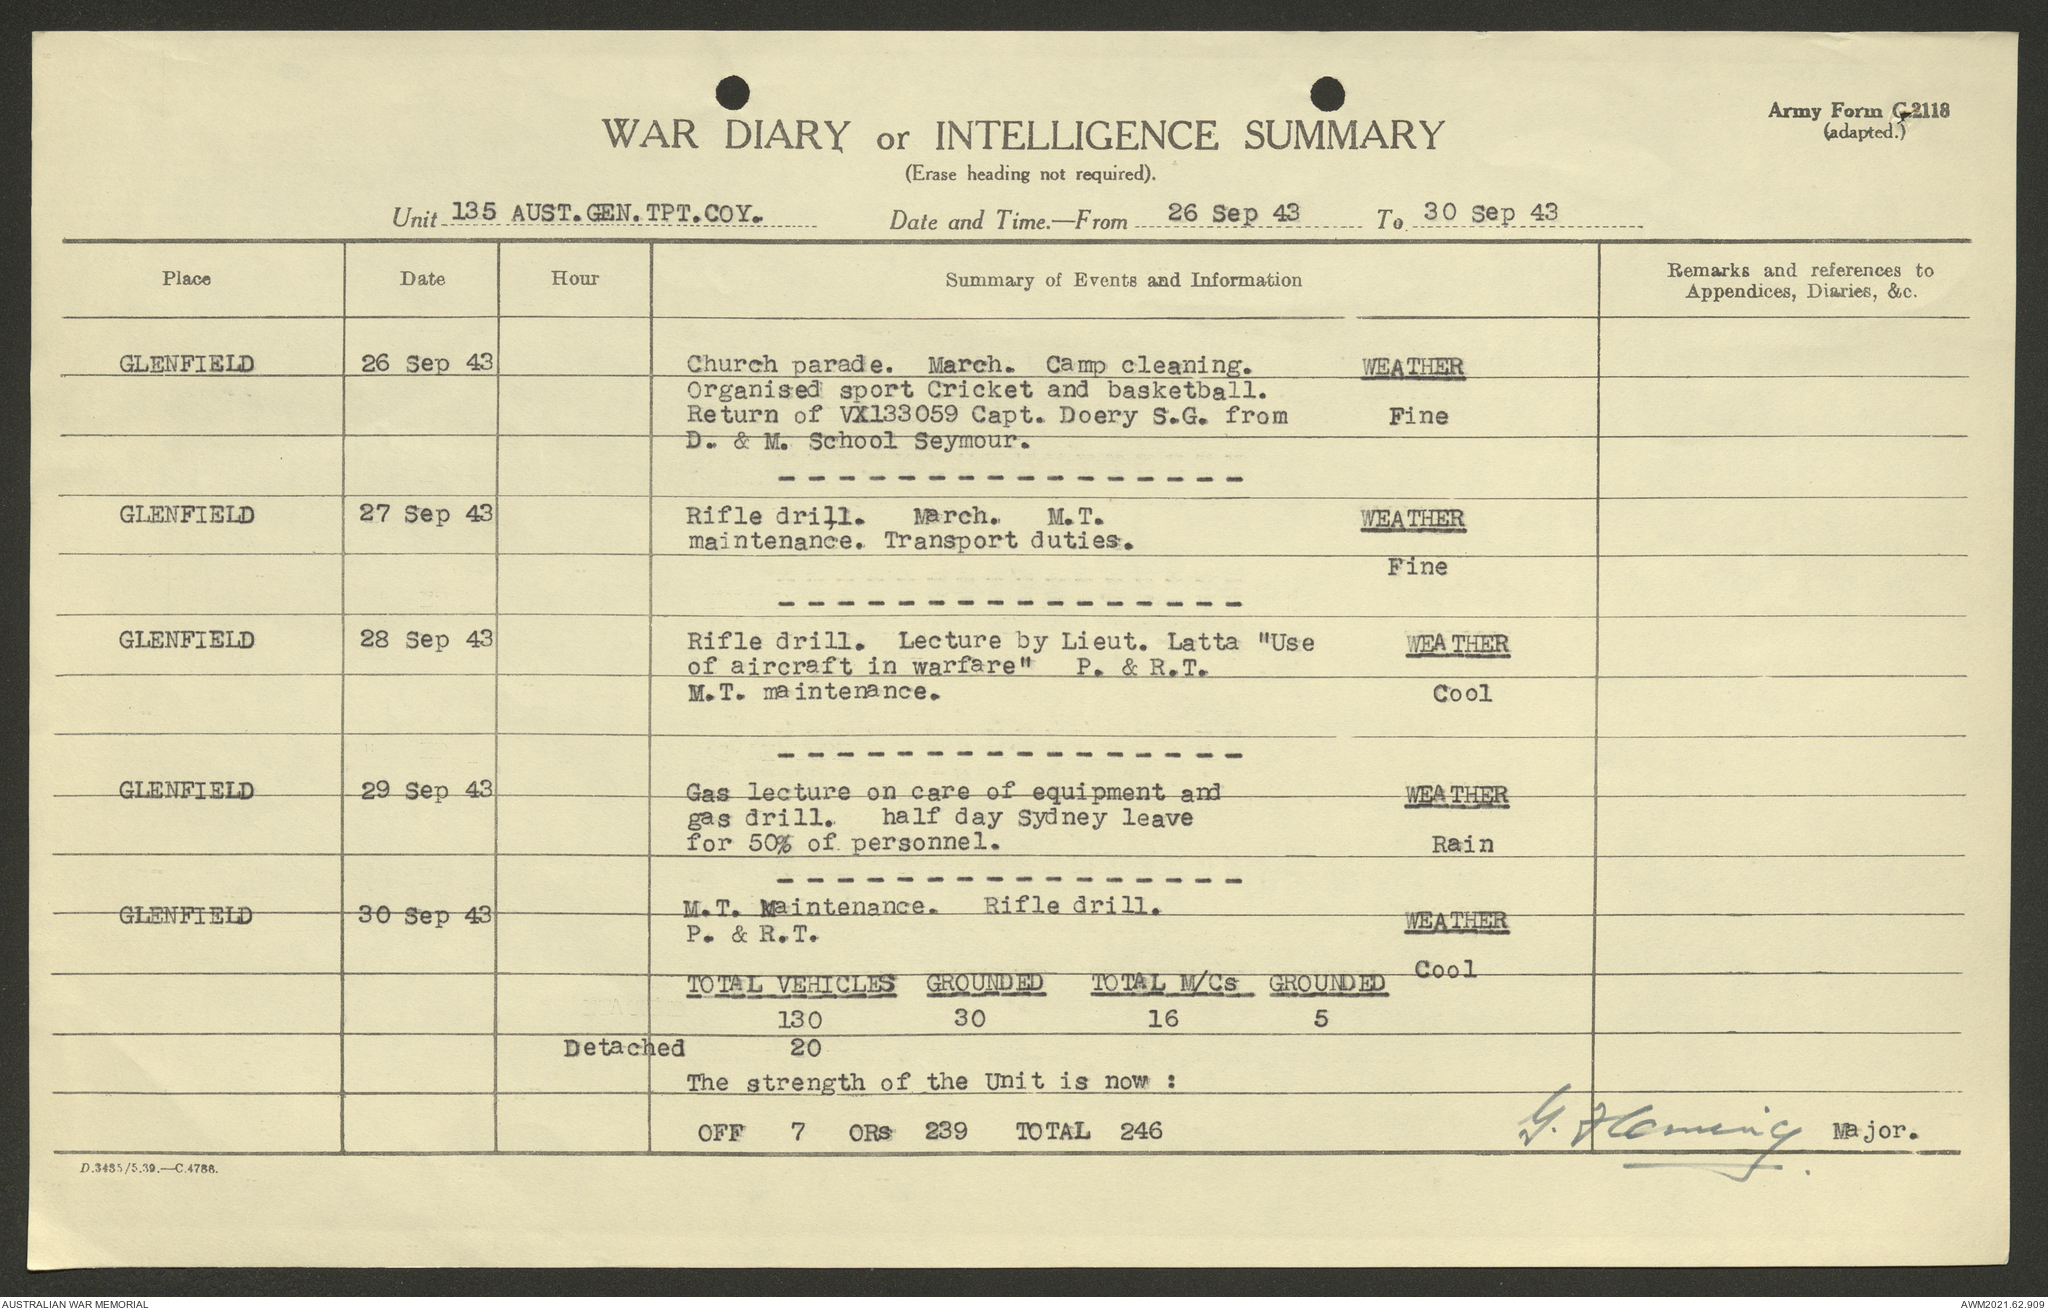 Army Form C 2118
(adapted.)
WAR DIARY or INTELLIGENCE SUMMARY
(Erase heading not required).
Unit 135 AUST.GEN.TPT.COY. Date and Time.—From 26 Sep 43 To 30 Sep 43
Place Date Hour Summary of Events and Information Remarks and references to
Appendices, Diaries, &c.
GLENFIELD 26 Sep 43 Church parade. March. Camp cleaning. WEATHER
Organised sport Cricket and basketball.
Return of VX133059 Capt. Doery S.G. from Fine
D. & M. School Seymour.
GLENFIELD 27 Sep 43 Rifle drill. March. M.T. WEATHER
maintenance. Transport duties.
Fine
GLENFIELD 28 Sep 43 Rifle drill. Lecture by Lieut. Latta "Use WEATHER
of aircraft in warfare" P. & R.T.
M.T. maintenance. Cool
GLENFIELD 29 Sep 43 Gas lecture on care of equipment and WEATHER
gas drill. half day Sydney leave
for 50% of personnel. Rain
GLENFIELD 30 Sep 43 M.T. Maintenance. Rifle drill. WEATHER
P. & R.T.
Cool
TOTAL VEHICLES GROUNDED TOTAL M/Cs GROUNDED
130 30 16 5
Detached 20
The strength of the Unit is now :
OFF 7 ORs 239 TOTAL 246
G. Fleming Major.
D.3485/5.39.—C.4786.
AUSTRALIAN WAR MEMORIAL AWM2021.62.909